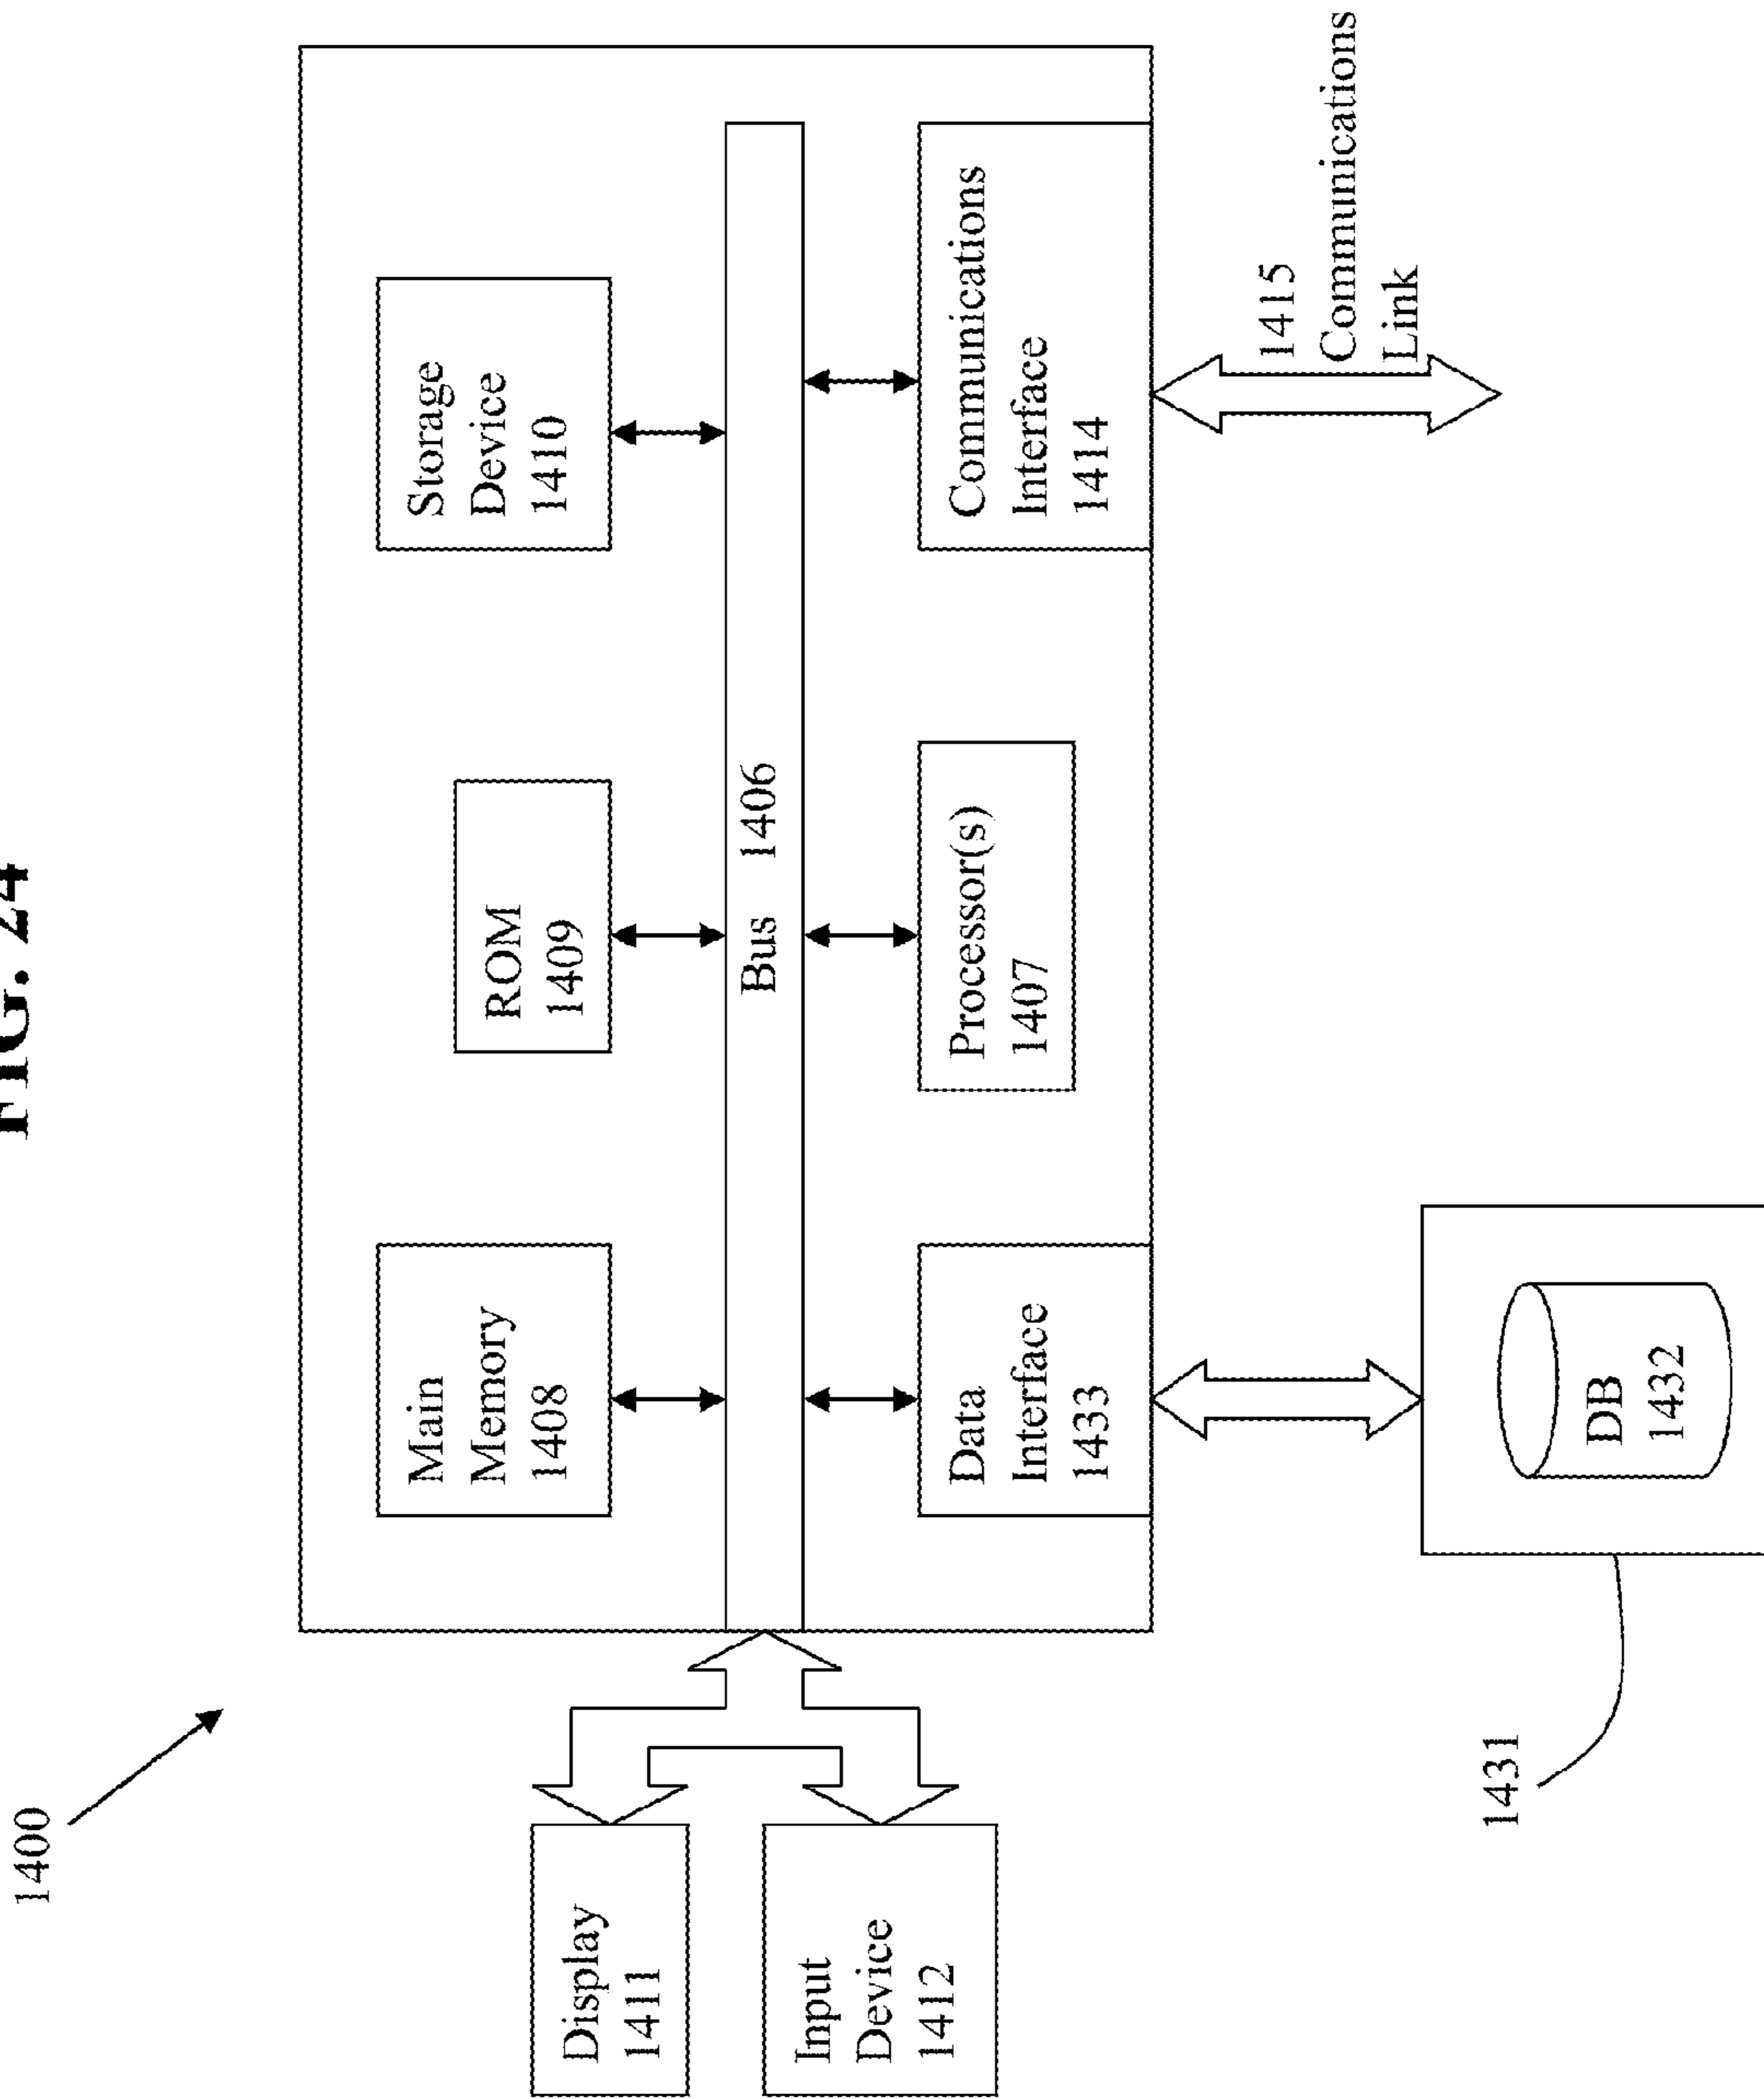 FIG. 24
1400
Main
Memory
1408
ROM
1409
Storage
Device
1410
Display
1411
Input
Device
1412
Bus 1406
Data
Interface
1433
Processor(s)
1407
Communications
Interface
1414
1415
Communications
Link
1431
DB
1432